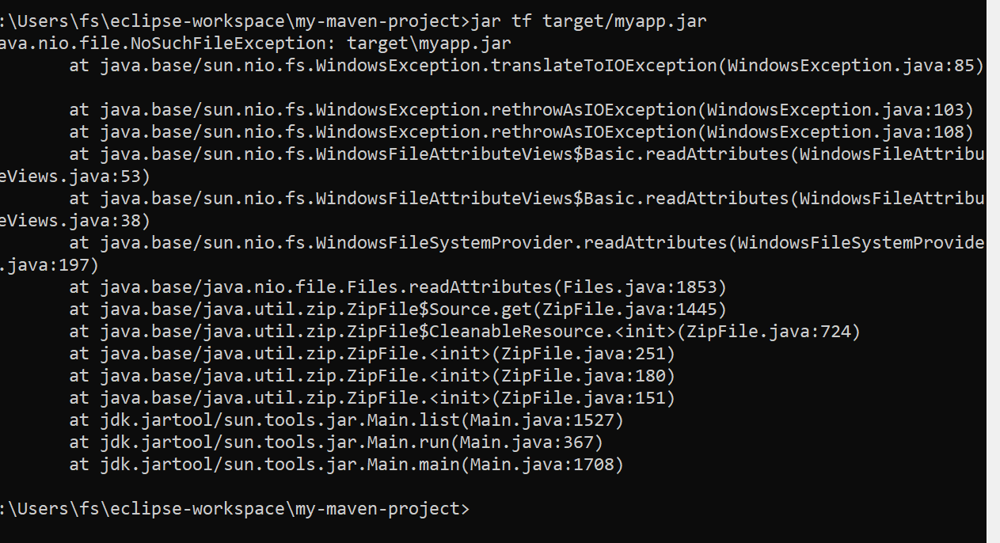 :\Users\fs\eclipse-workspace\my-maven-project>jar tf target/myapp.jar
ava.nio.file.NoSuchFileException: target\myapp.jar
at java.base/sun.nio.fs.WindowsException.translateToIOException(WindowsException.java:85)
at java.base/sun.nio.fs.WindowsException.rethrowAsIOException(WindowsException.java:103)
at java.base/sun.nio.fs.WindowsException.rethrowAsIOException(WindowsException.java:108)
at java.base/sun.nio.fs.WindowsFileAttributeViews$Basic.readAttributes(WindowsFileAttribu
eViews.java:53)
at java.base/sun.nio.fs.WindowsFileAttributeViews$Basic.readAttributes(WindowsFileAttribu
eViews.java:38)
at java.base/sun.nio.fs.WindowsFileSystemProvider.readAttributes(WindowsFileSystemProvide
.java:197)
at java.base/java.nio.file.Files.readAttributes(Files.java:1853)
at java.base/java.util.zip.ZipFile$Source.get(ZipFile.java:1445)
at java.base/java.util.zip.ZipFile$CleanableResource.<init>(ZipFile.java:724)
at java.base/java.util.zip.ZipFile.<init>(ZipFile.java:251)
at java.base/java.util.zip.ZipFile.<init>(ZipFile.java:180)
at java.base/java.util.zip.ZipFile.<init>(ZipFile.java:151)
at jdk.jartool/sun.tools.jar.Main.list(Main.java:1527)
at jdk.jartool/sun.tools.jar.Main.run(Main.java:367)
at jdk.jartool/sun.tools.jar.Main.main(Main.java:1708)
:\Users\fs\eclipse-workspace\my-maven-project>